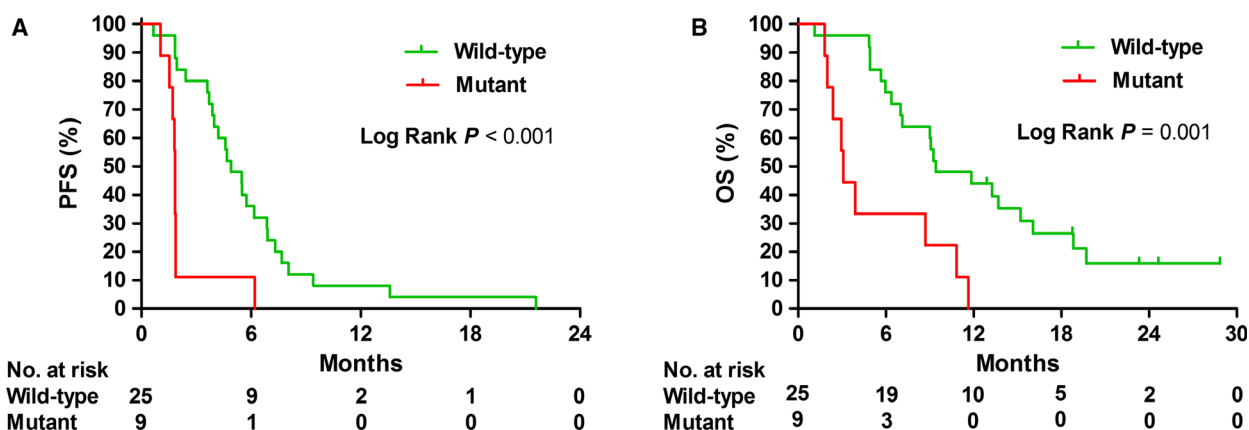 A
PFS (%)
100
90
80
70
60
50
40
30
20
10
0
Wild-type
Mutant
Log Rank P < 0.001
0 6 12 18 24
Months
No. at risk
Wild-type 25 9 2 1 0
Mutant 9 1 0 0 0
B
OS (%)
100
90
80
70
60
50
40
30
20
10
0
Wild-type
Mutant
Log Rank P = 0.001
0 6 12 18 24 30
Months
No. at risk
Wild-type 25 19 10 5 2 0
Mutant 9 3 0 0 0 0